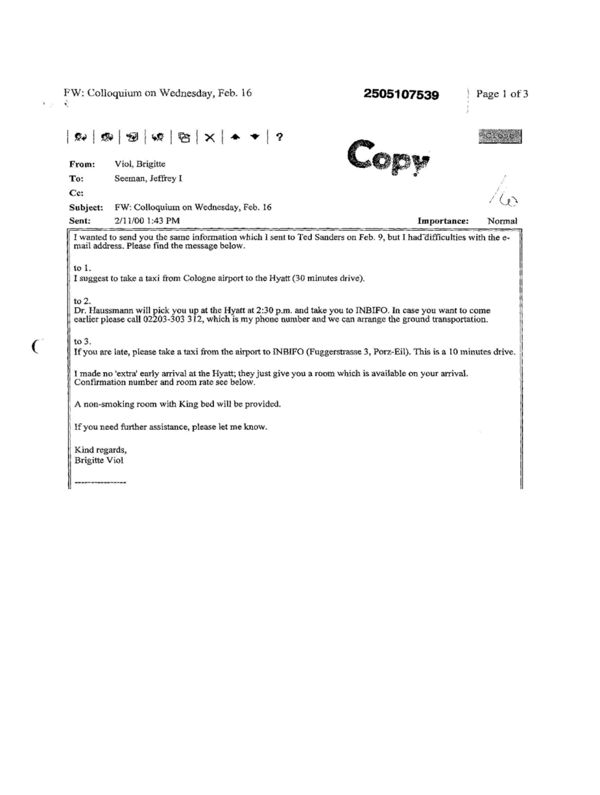 FW: Colloquium on Wednesday, Feb. 16
2505107539
Page 1 of 3
Close
?
Copy
From: Viol, Brigitte
To: Seeman, Jeffrey I
Cc:
Subject: FW: Colloquium on Wednesday, Feb. 16
Sent: 2/11/00 1:43 PM Importance: Normal
I wanted to send you the same information which I sent to Ted Sanders on Feb. 9, but I had difficulties with the e-
mail address. Please find the message below.
to 1.
I suggest to take a taxi from Cologne airport to the Hyatt (30 minutes drive).
to 2.
Dr. Haussmann will pick you up at the Hyatt at 2:30 p.m. and take you to INBIFO. In case you want to come
earlier please call 02203-303 312, which is my phone number and we can arrange the ground transportation.
to 3.
If you are late, please take a taxi from the airport to INBIFO (Fuggerstrasse 3, Porz-Eil). This is a 10 minutes drive.
I made no 'extra' early arrival at the Hyatt; they just give you a room which is available on your arrival.
Confirmation number and room rate see below.
A non-smoking room with King bed will be provided.
If you need further assistance, please let me know.
Kind regards,
Brigitte Viol
----------------